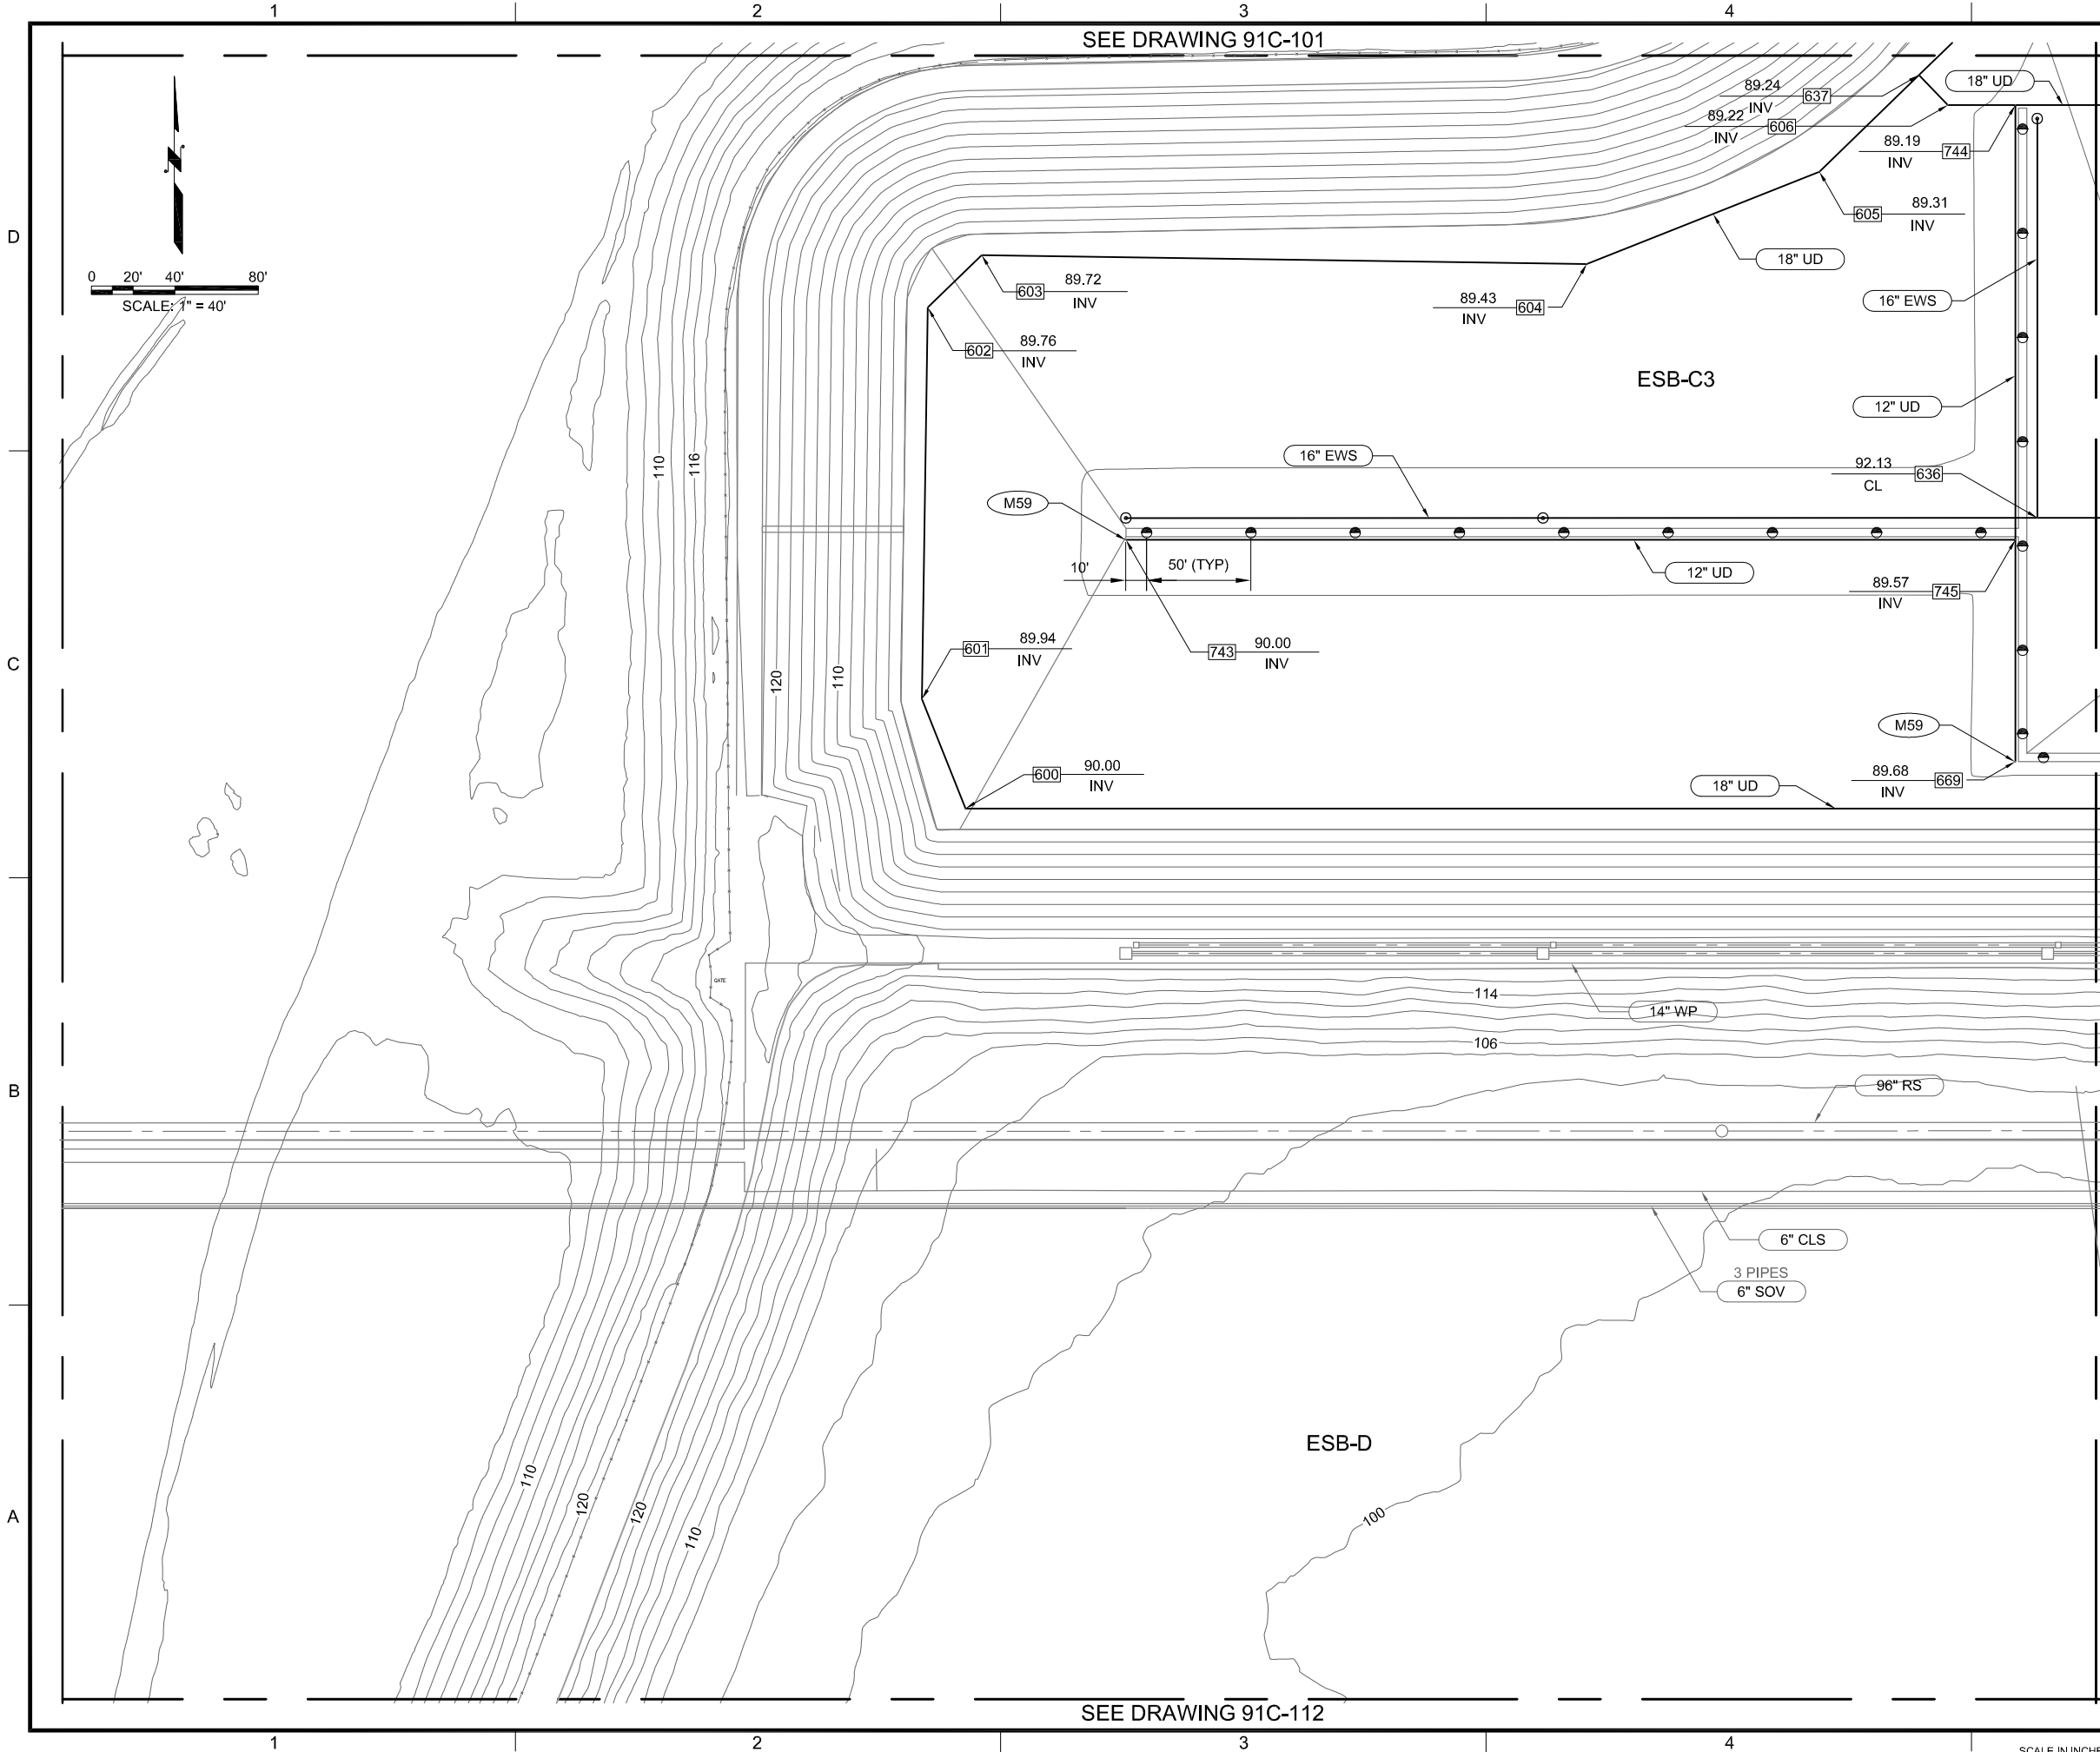 1
2
3
4
SEE DRAWING 91C-101
D
C
B
A
0 20' 40' 80'
SCALE: 1" = 40'
89.24
INV
637
18" UD
89.22
INV
606
89.19
INV
744
605
89.31
INV
18" UD
603
89.72
INV
89.43
INV
604
16" EWS
602
89.76
INV
ESB-C3
12" UD
110
116
16" EWS
92.13
CL
636
M59
10'
50' (TYP)
12" UD
89.57
INV
745
601
89.94
INV
743
90.00
INV
120
110
M59
600
90.00
INV
18" UD
89.68
INV
669
GATE
114
14" WP
106
96" RS
6" CLS
3 PIPES
6" SOV
ESB-D
110
120
120
110
100
SEE DRAWING 91C-112
1
2
3
4